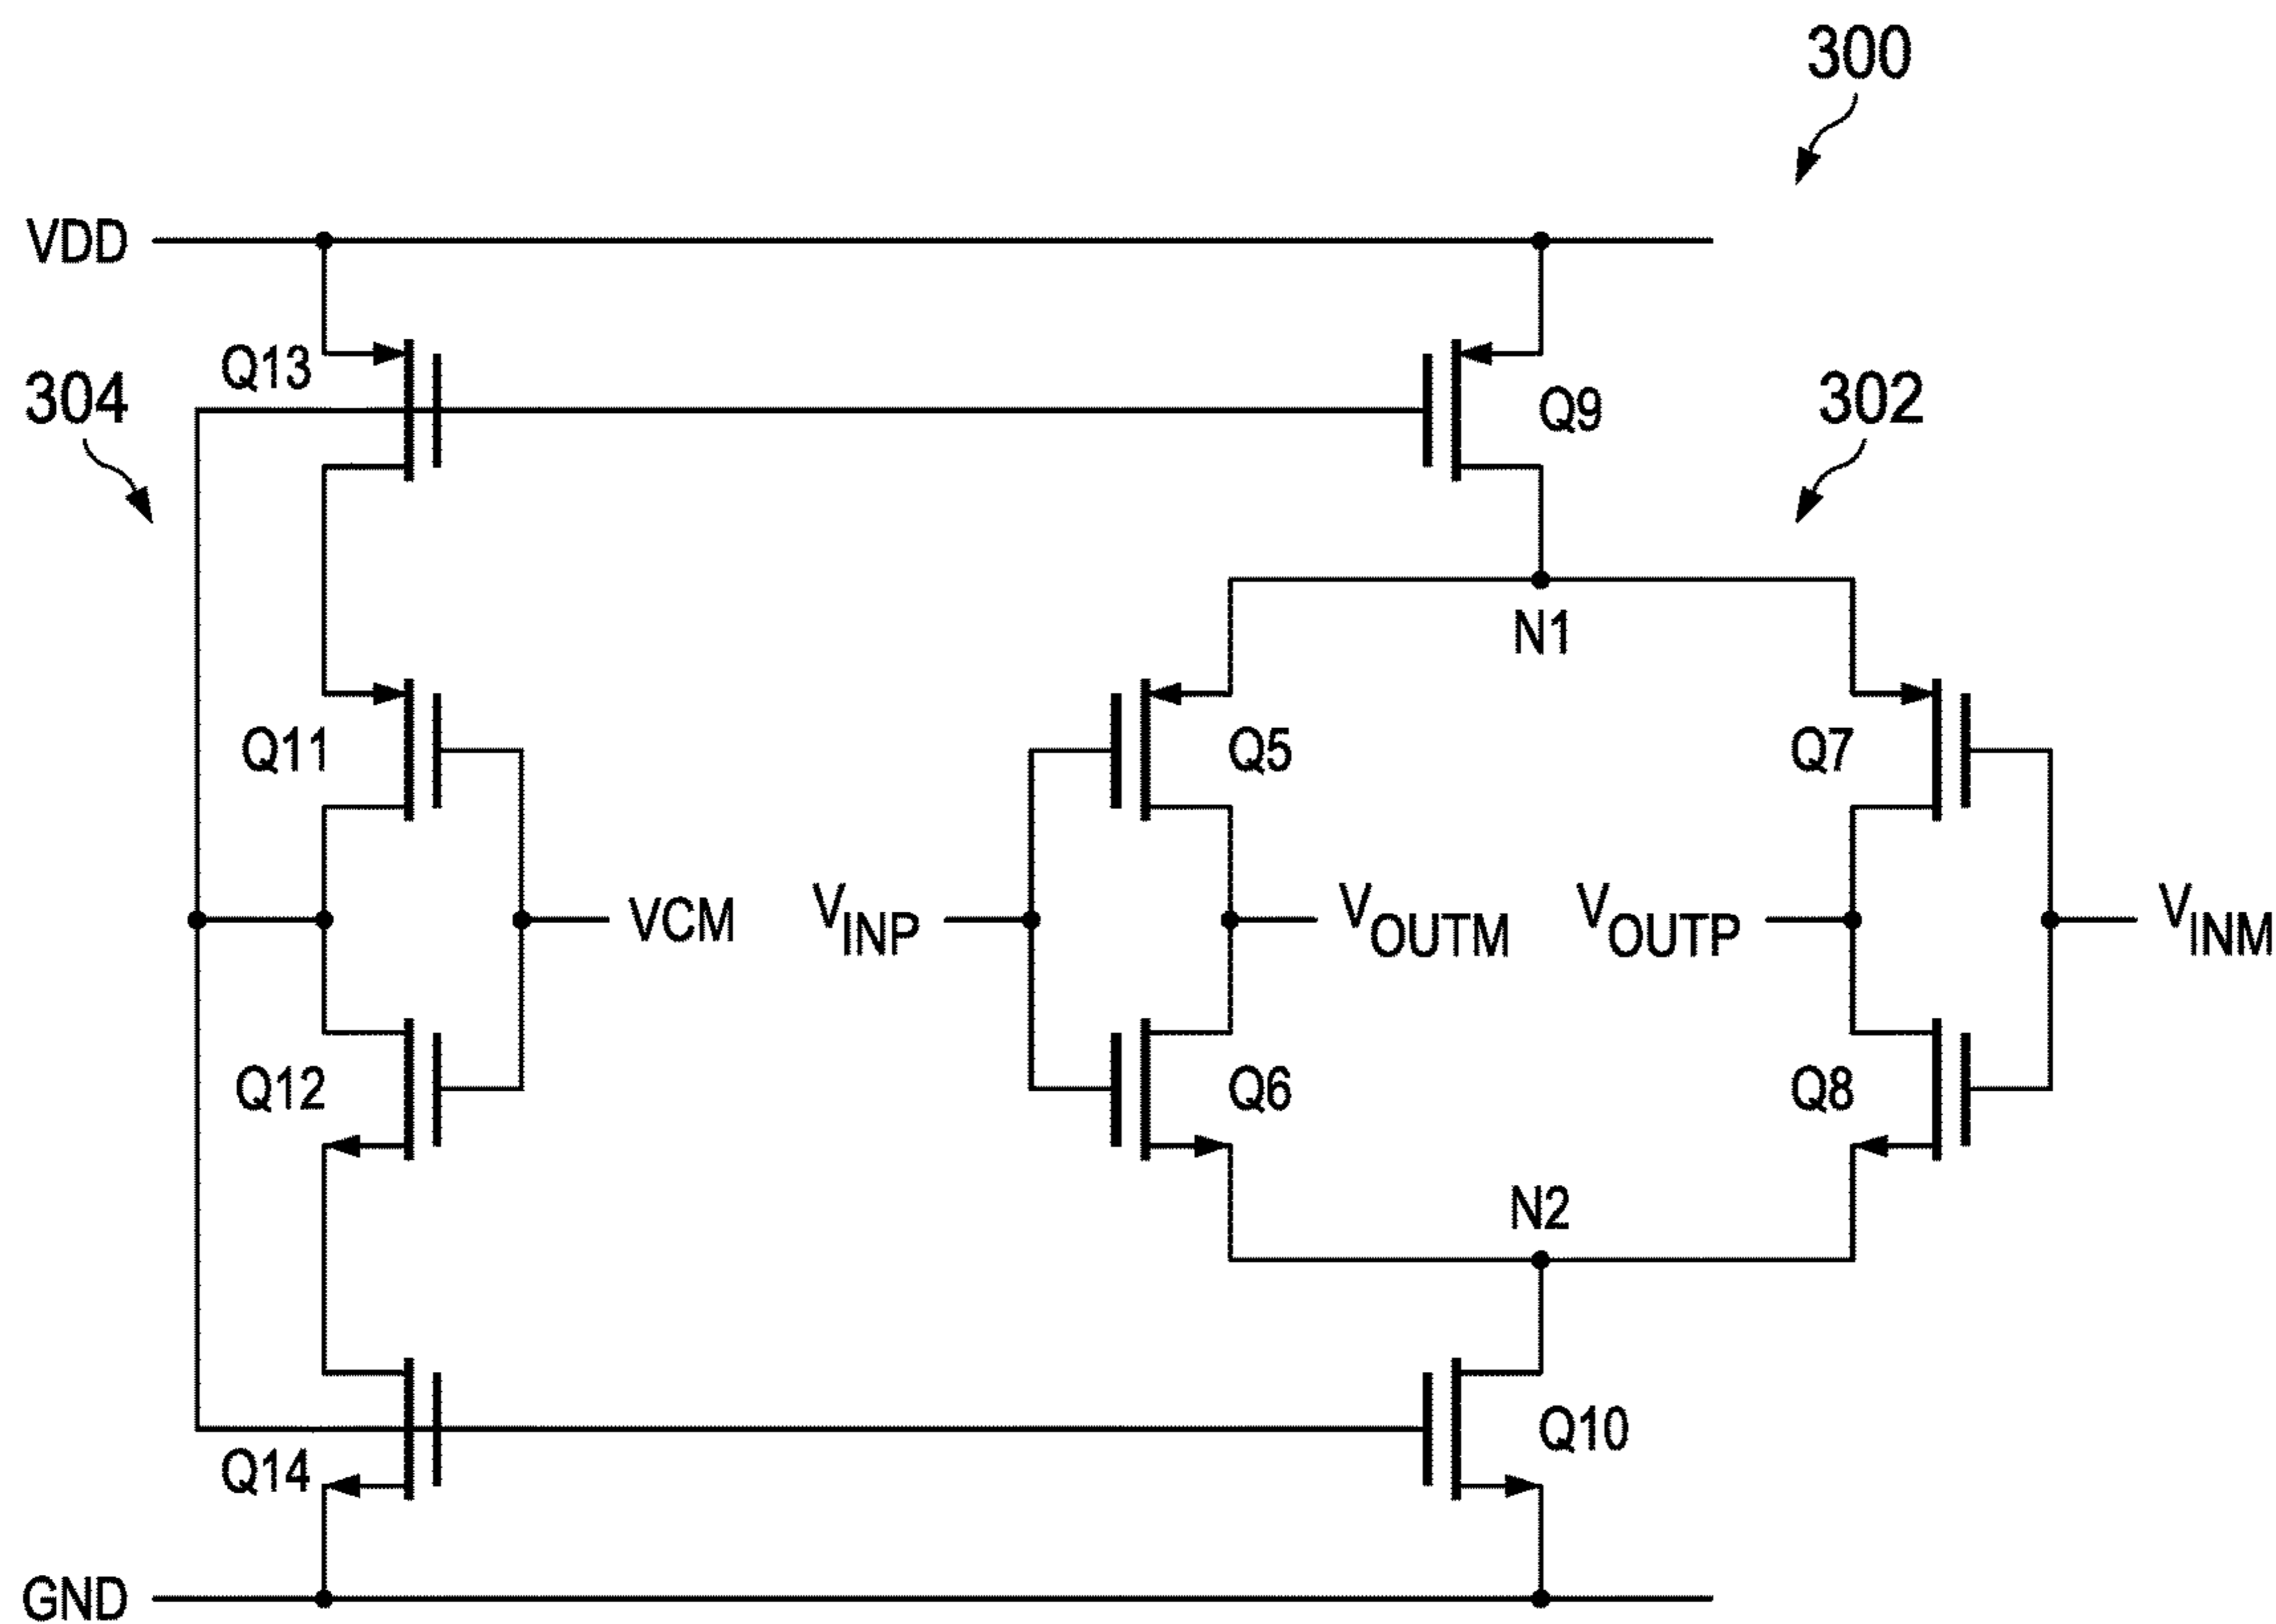 300
VDD
Q13
304
Q9
302
N1
Q11
Q5
Q7
VCM
VINP
VOUTM
VOUTP
VINM
Q12
Q6
Q8
N2
Q14
Q10
GND